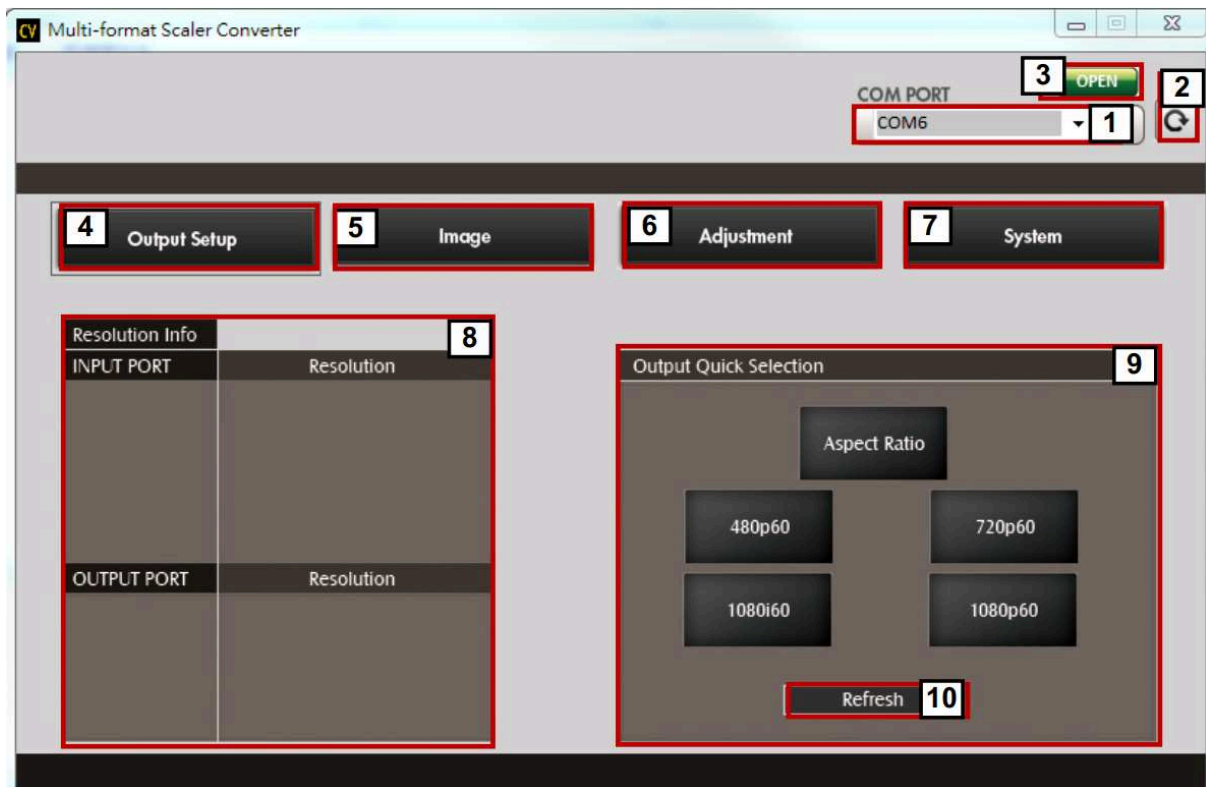 CV Multi-format Scaler Converter
3 OPEN 2
COM PORT
COM6 1
4 Output Setup 5 Image 6 Adjustment 7 System
Resolution Info 8
INPUT PORT Resolution
OUTPUT PORT Resolution
Output Quick Selection 9
Aspect Ratio
480p60 720p60
1080i60 1080p60
Refresh 10